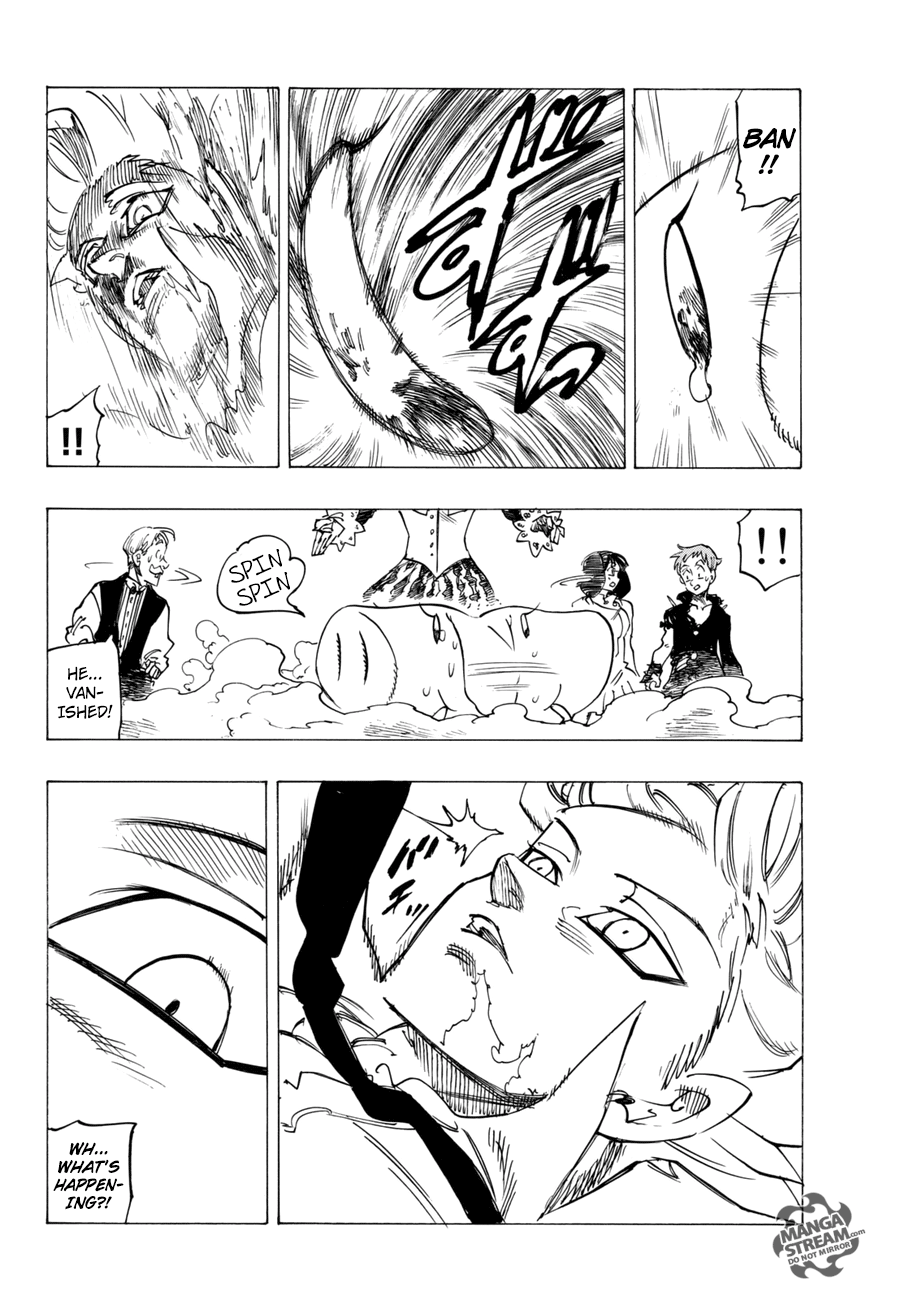 BAN
!!
!!
!!
SPIN
SPIN
HE...
VAN-
ISHED!
WH...
WHAT'S
HAPPEN-
ING?!
MANGA
STREAM.com
DO NOT MIRROR